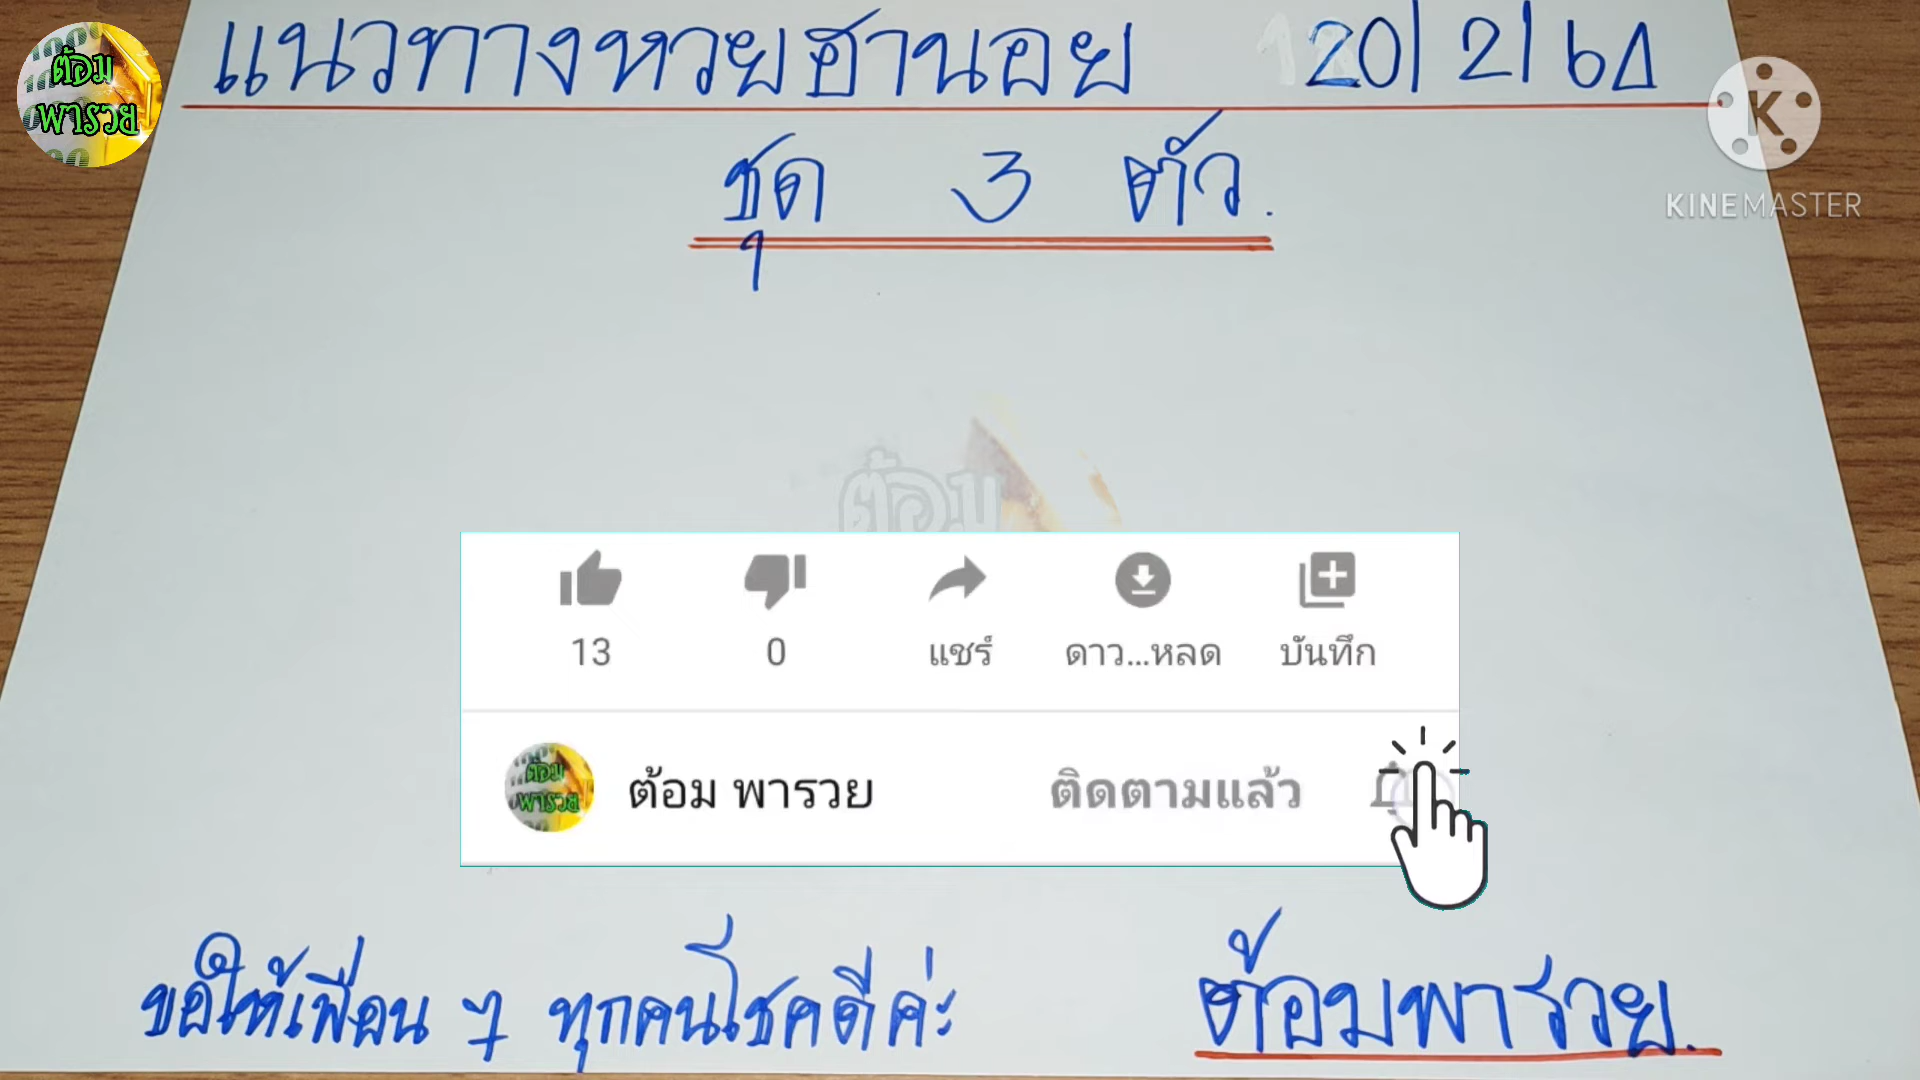 แนวทางหวยฮานอย 20/2/64
ต้อม
พารวย
KINEMASTER
ชุด 3 ตัว.
ต้อม
13 0 แชร์ ดาว...หลด บันทึก
ต้อม พารวย ติดตามแล้ว
ขอให้เพื่อน ๆ ทุกคนโชคดีค่ะ
ต้อมพารวย.